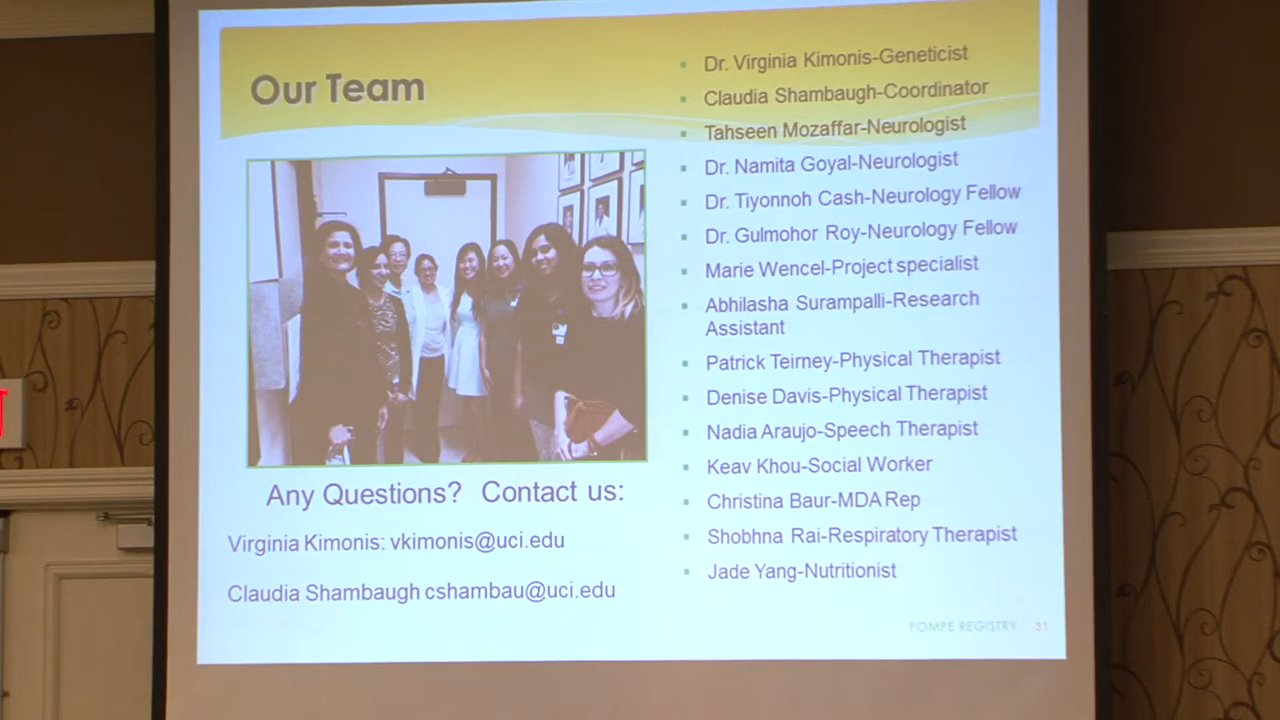 Our Team
Dr. Virginia Kimonis-Geneticist
Claudia Shambaugh-Coordinator
Tahseen Mozaffar-Neurologist
Dr. Namita Goyal-Neurologist
Dr. Tiyonnoh Cash-Neurology Fellow
Dr. Gulmohor Roy-Neurology Fellow
Marie Wencel-Project specialist
Abhilasha Surampalli-Research
Assistant
Patrick Teirney-Physical Therapist
Denise Davis-Physical Therapist
Nadia Araujo-Speech Therapist
Keav Khou-Social Worker
Christina Baur-MDA Rep
Shobhna Rai-Respiratory Therapist
Jade Yang-Nutritionist
Any Questions? Contact us:
Virginia Kimonis: vkimonis@uci.edu
Claudia Shambaugh cshambau@uci.edu
POMPE REGISTRY 31